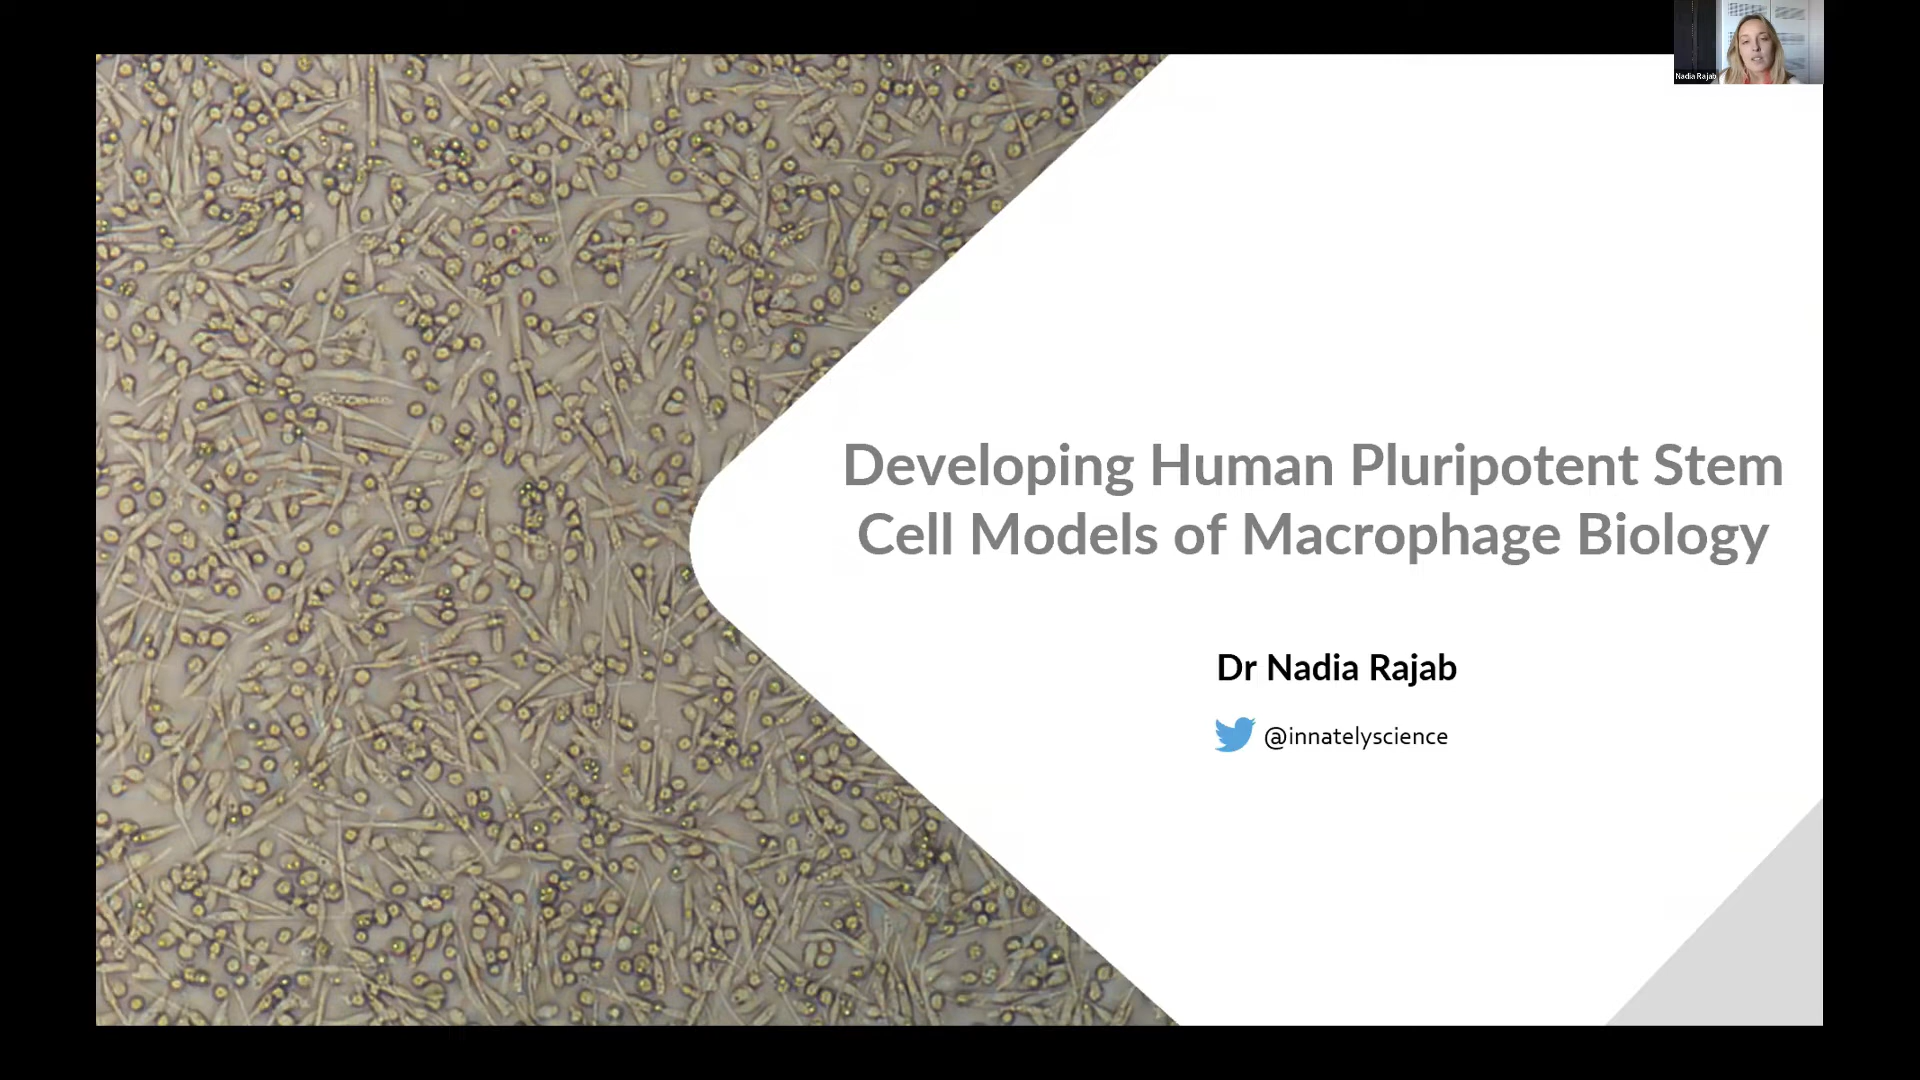 Nadia Rajab
Developing Human Pluripotent Stem
Cell Models of Macrophage Biology
Dr Nadia Rajab
@innatelyscience